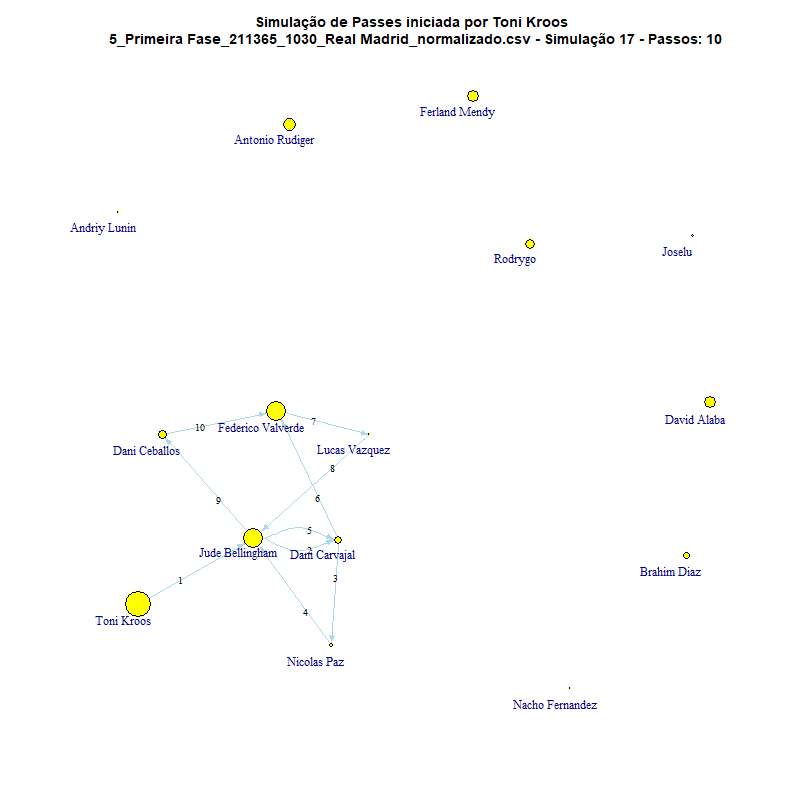 Simulação de Passes iniciada por Toni Kroos
5_Primeira Fase_211365_1030_Real Madrid_normalizado.csv - Simulação 17 - Passos: 10
Ferland Mendy
Antonio Rudiger
Andriy Lunin
Joselu
Rodrygo
David Alaba
7
10
Federico Valverde
Dani Ceballos
Lucas Vazquez
8
9
6
5
2
Jude Bellingham
Dani Carvajal
Brahim Diaz
3
1
4
Toni Kroos
Nicolas Paz
Nacho Fernandez